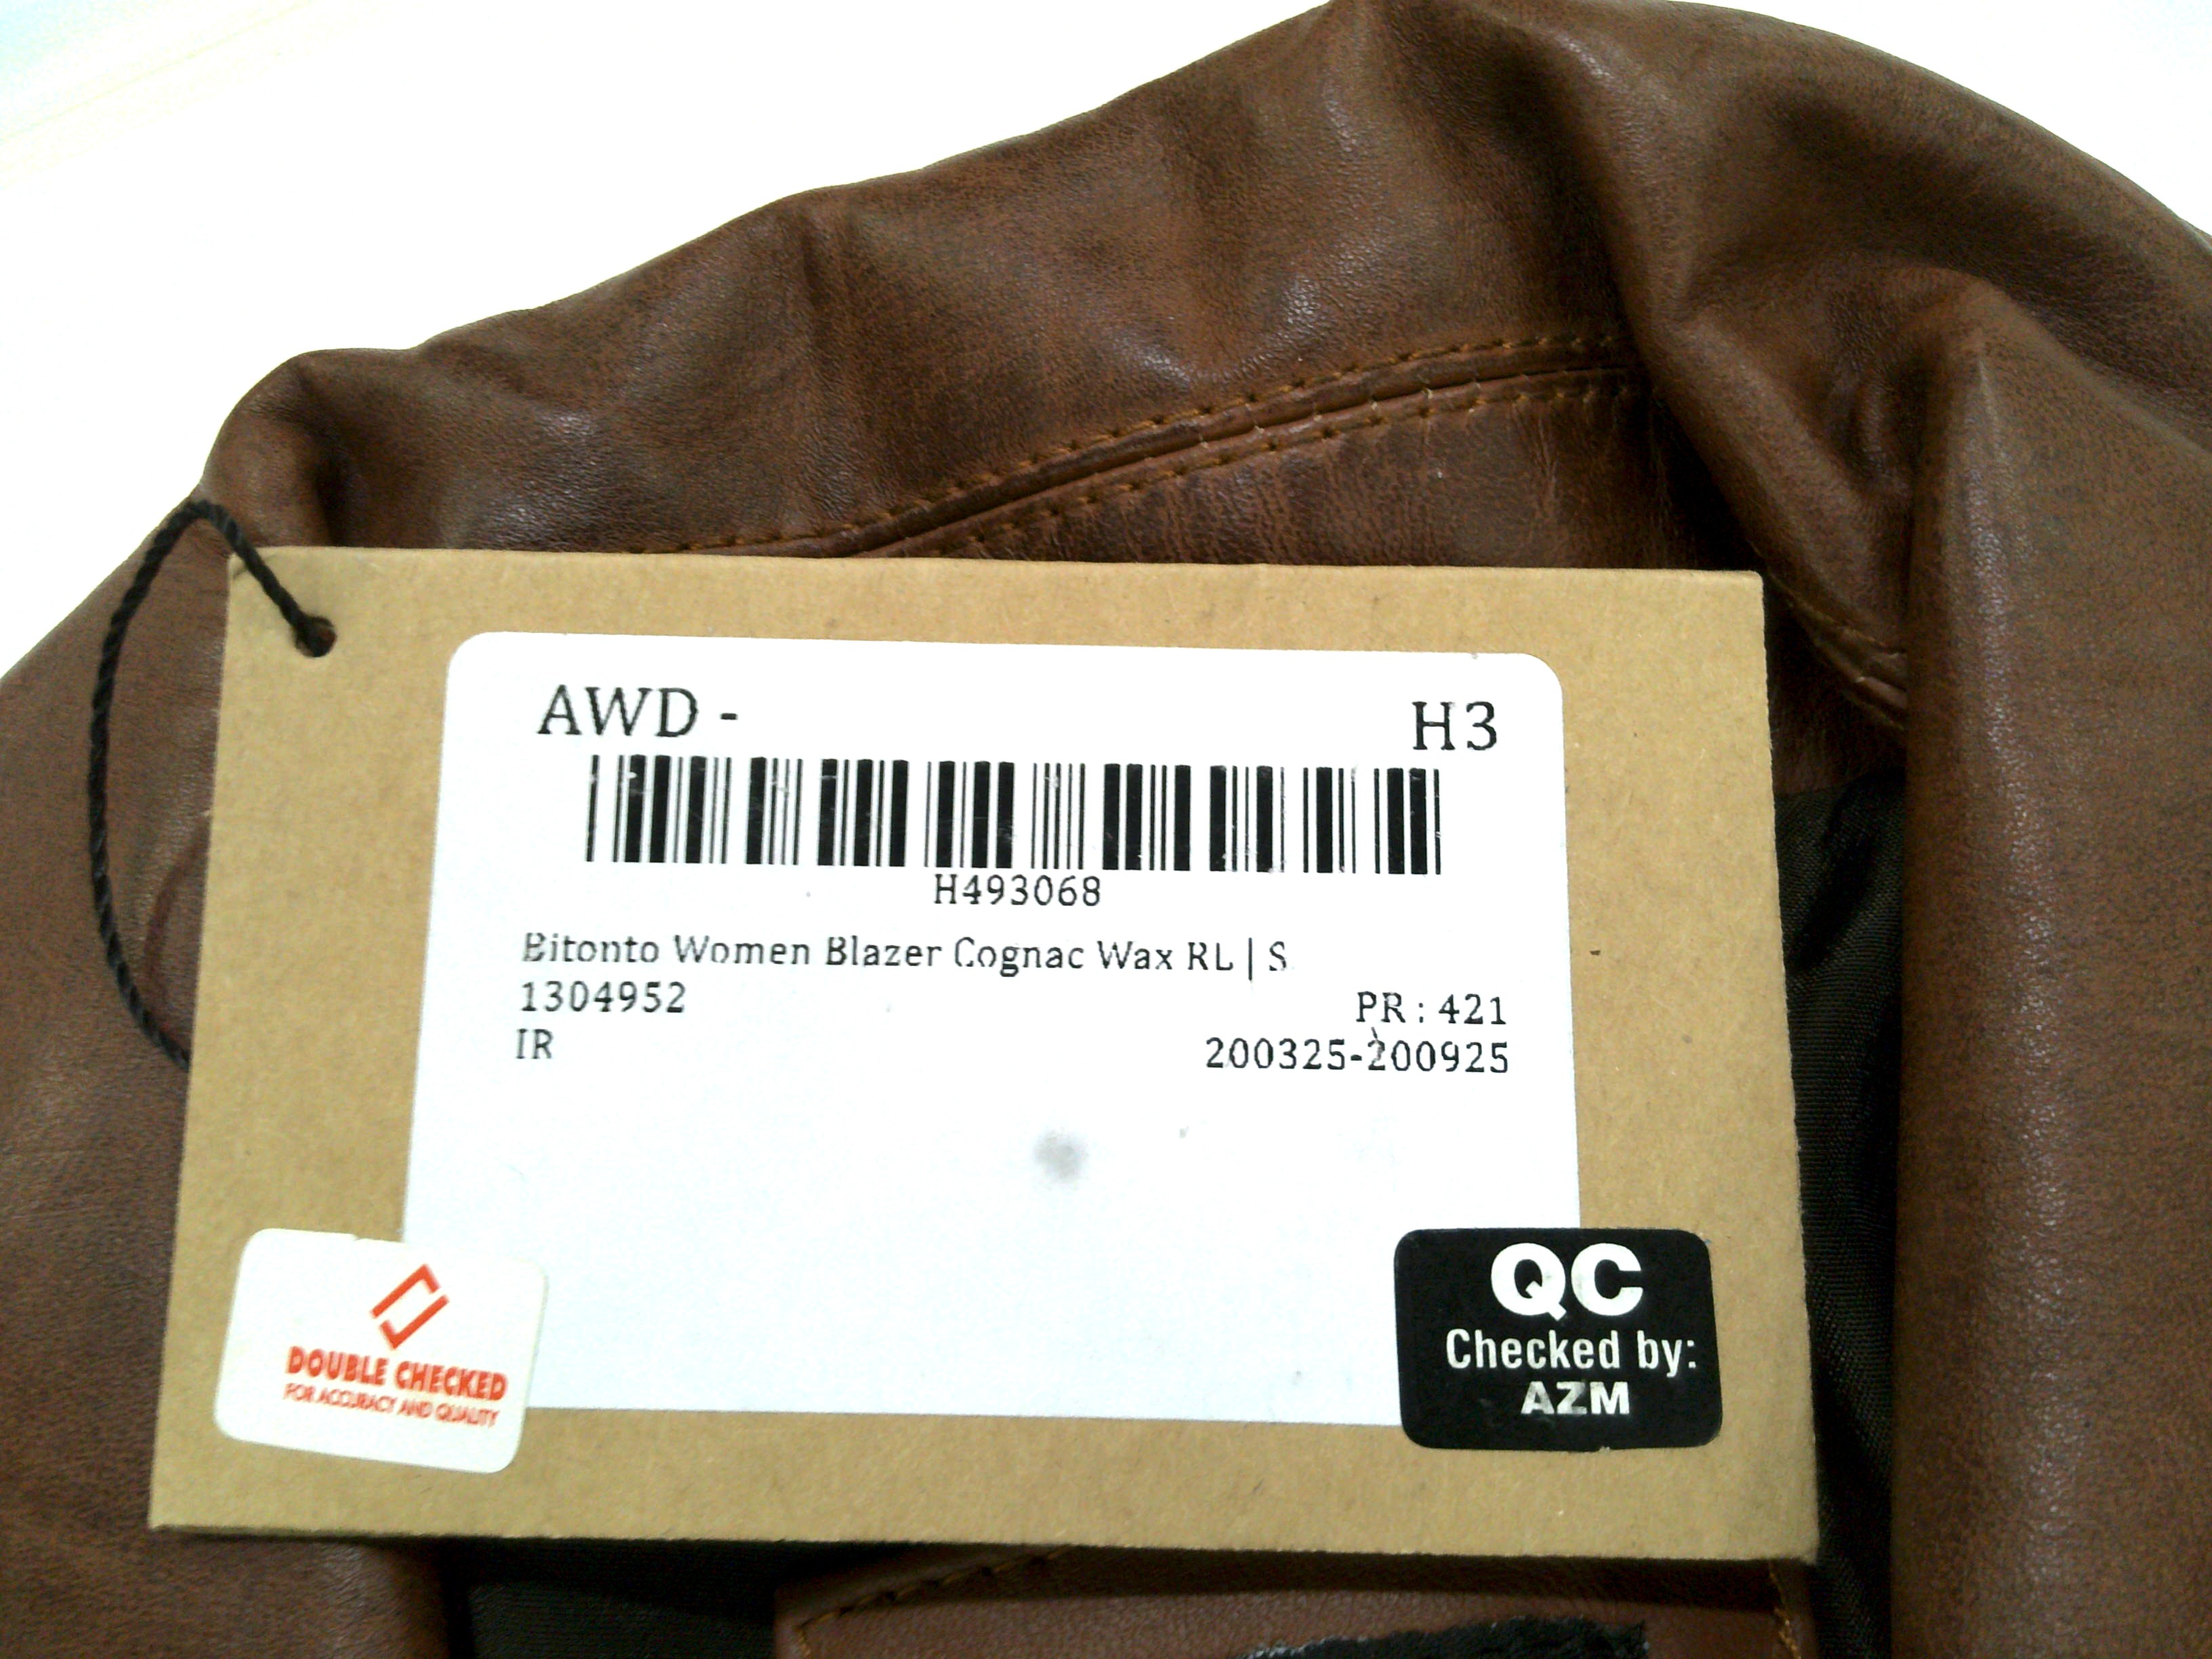 AWD - H3
H493068
Bitonto Women Blazer Cognac Wax RL | S
1304952 PR : 421
IR 200325-200925
DOUBLE CHECKED
FOR ACCURACY AND QUALITY
QC
Checked by:
AZM